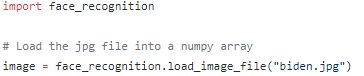 import face_recognition
# Load the jpg file into a numpy array
image = face_recognition.load_image_file("biden.jpg")